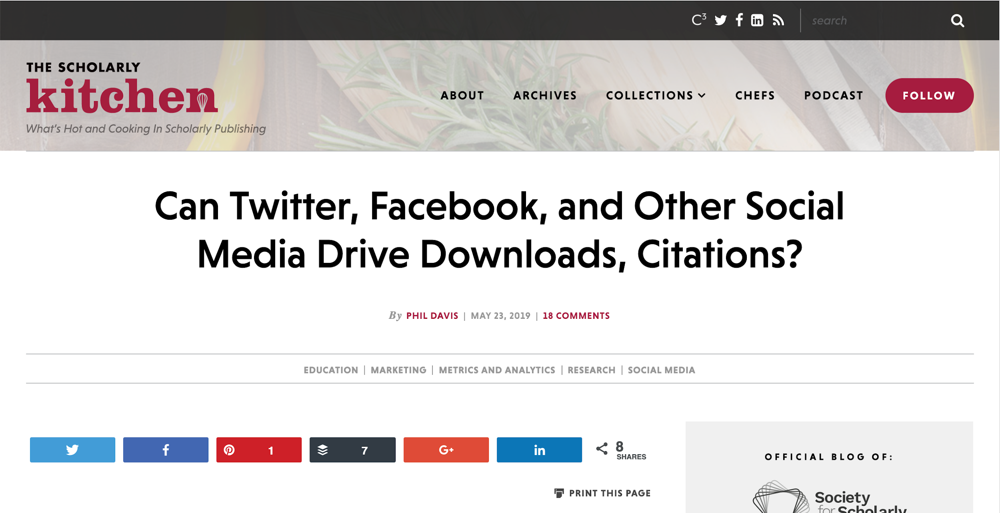 C3
search
THE SCHOLARLY
kitchen
What's Hot and Cooking In Scholarly Publishing
ABOUT ARCHIVES COLLECTIONS CHEFS PODCAST FOLLOW
Can Twitter, Facebook, and Other Social
Media Drive Downloads, Citations?
By PHIL DAVIS | MAY 23, 2019 | 18 COMMENTS
EDUCATION | MARKETING | METRICS AND ANALYTICS | RESEARCH | SOCIAL MEDIA
1 7 G+ in 8
SHARES
PRINT THIS PAGE
OFFICIAL BLOG OF:
Society
for Scholarly